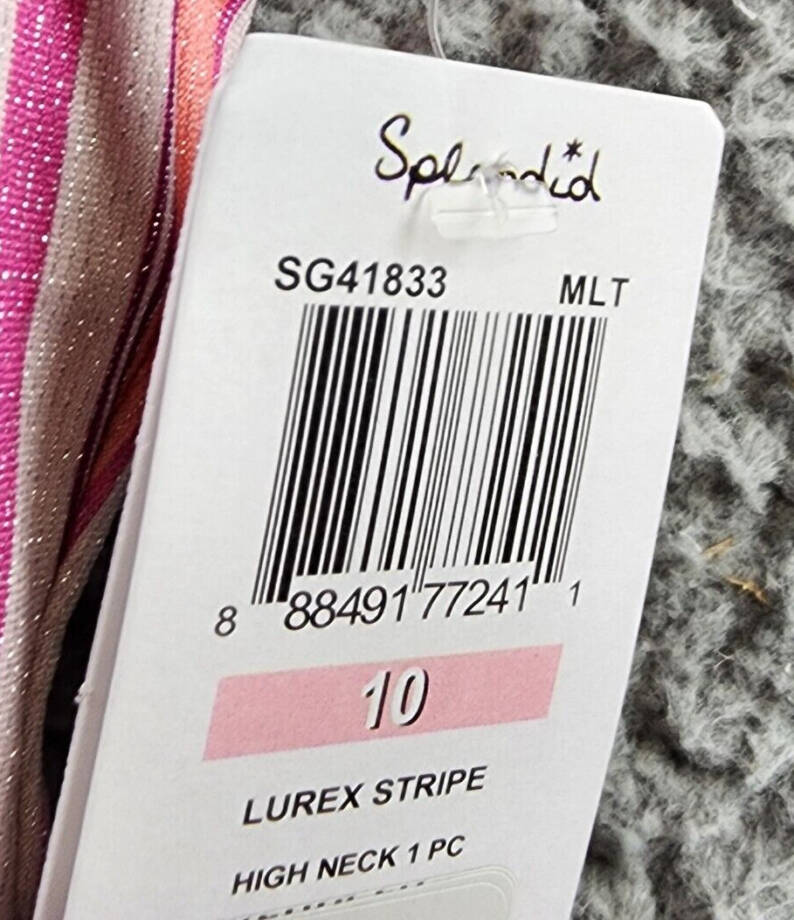 Splendid
SG41833 MLT
8 88491 77241 1
10
LUREX STRIPE
HIGH NECK 1 PC